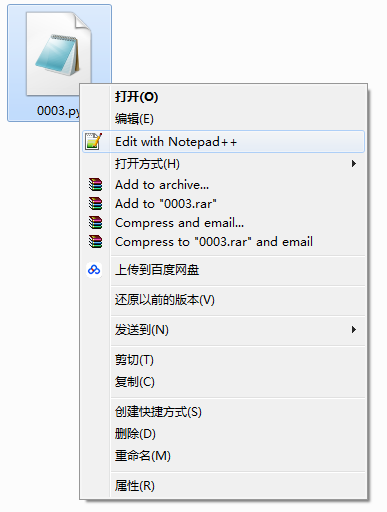 0003.py
打开(O)
编辑(E)
Edit with Notepad++
打开方式(H)
Add to archive...
Add to "0003.rar"
Compress and email...
Compress to "0003.rar" and email
上传到百度网盘
还原以前的版本(V)
发送到(N)
剪切(T)
复制(C)
创建快捷方式(S)
删除(D)
重命名(M)
属性(R)